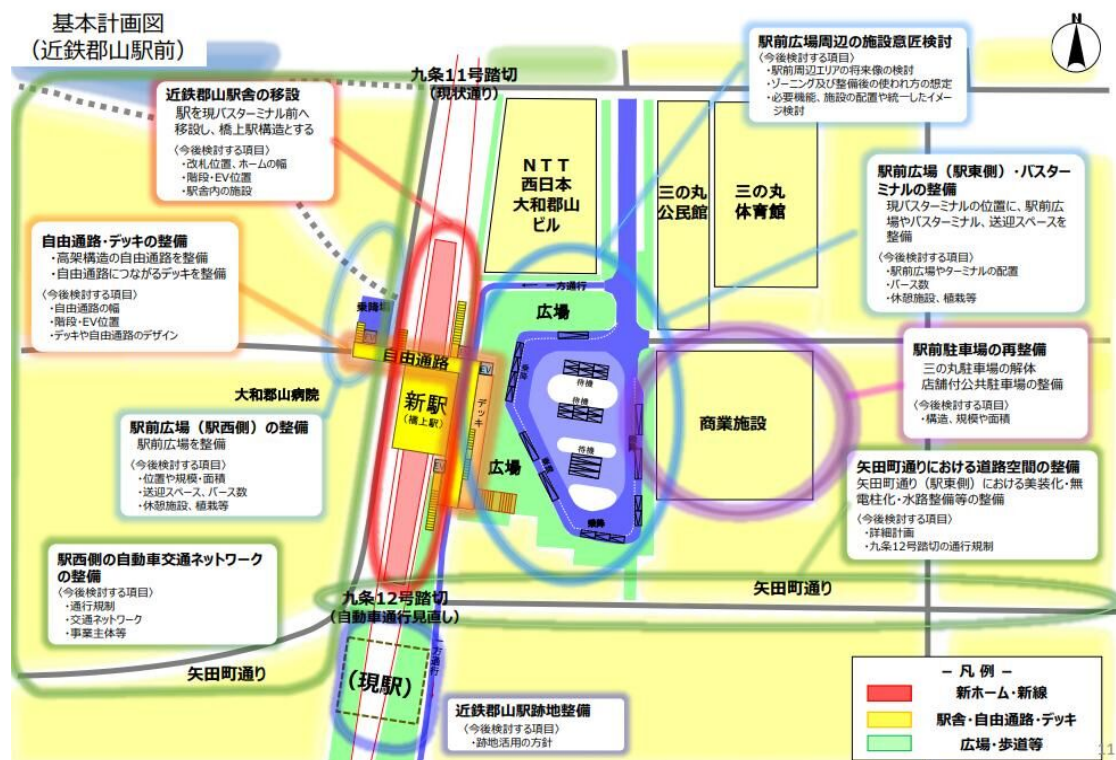 基本計画図
(近鉄郡山駅前)
N
九条11号踏切
(現状通り)
近鉄郡山駅舎の移設
駅を現バスターミナル前へ
移設し、橋上駅構造とする
〈今後検討する項目〉
・改札位置、ホームの幅
・階段・EV位置
・駅舎内の施設
自由通路・デッキの整備
・高架構造の自由通路を整備
・自由通路につながるデッキを整備
〈今後検討する項目〉
・自由通路の幅
・階段・EV位置
・デッキや自由通路のデザイン
大和郡山病院
駅前広場(駅西側)の整備
駅前広場を整備
〈今後検討する項目〉
・位置や規模・面積
・送迎スペース、バース数
・休憩施設、植栽等
駅西側の自動車交通ネットワーク
の整備
〈今後検討する項目〉
・通行規制
・交通ネットワーク
・事業主体等
矢田町通り
乗降場
EV
自由通路
新駅
(橋上駅)
EV
デッキ
EV
九条12号踏切
(自動車通行見直し)
(現駅)
一方通行
近鉄郡山駅跡地整備
〈今後検討する項目〉
・跡地活用の方針
NTT
西日本
大和郡山
ビル
三の丸
公民館
三の丸
体育館
一方通行
広場
広場
待機
待機
待機
乗降
商業施設
矢田町通り
駅前広場周辺の施設意匠検討
〈今後検討する項目〉
・駅前周辺エリアの将来像の検討
・ゾーニング及び整備後の使われ方の想定
・必要機能、施設の配置や統一したイメー
ジ検討
駅前広場(駅東側)・バスター
ミナルの整備
現バスターミナルの位置に、駅前広
場やバスターミナル、送迎スペースを
整備
〈今後検討する項目〉
・駅前広場やターミナルの配置
・バース数
・休憩施設、植栽等
駅前駐車場の再整備
三の丸駐車場の解体
店舗付公共駐車場の整備
〈今後検討する項目〉
・構造、規模や面積
矢田町通りにおける道路空間の整備
矢田町通り(駅東側)における美装化・無
電柱化・水路整備等の整備
〈今後検討する項目〉
・詳細計画
・九条12号踏切の通行規制
― 凡例 ―
新ホーム・新線
駅舎・自由通路・デッキ
広場・歩道等
11